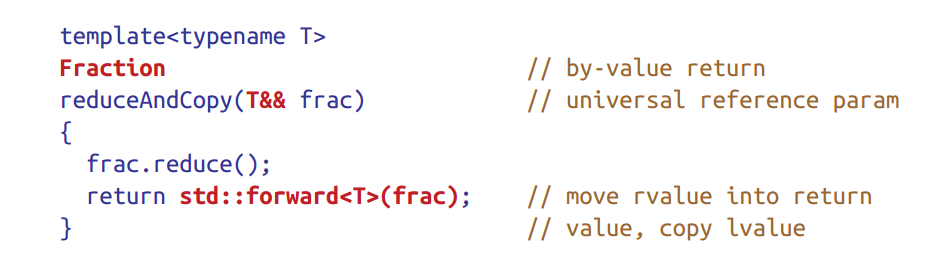 template<typename T>
Fraction // by-value return
reduceAndCopy(T&& frac) // universal reference param
{
frac.reduce();
return std::forward<T>(frac); // move rvalue into return
} // value, copy lvalue